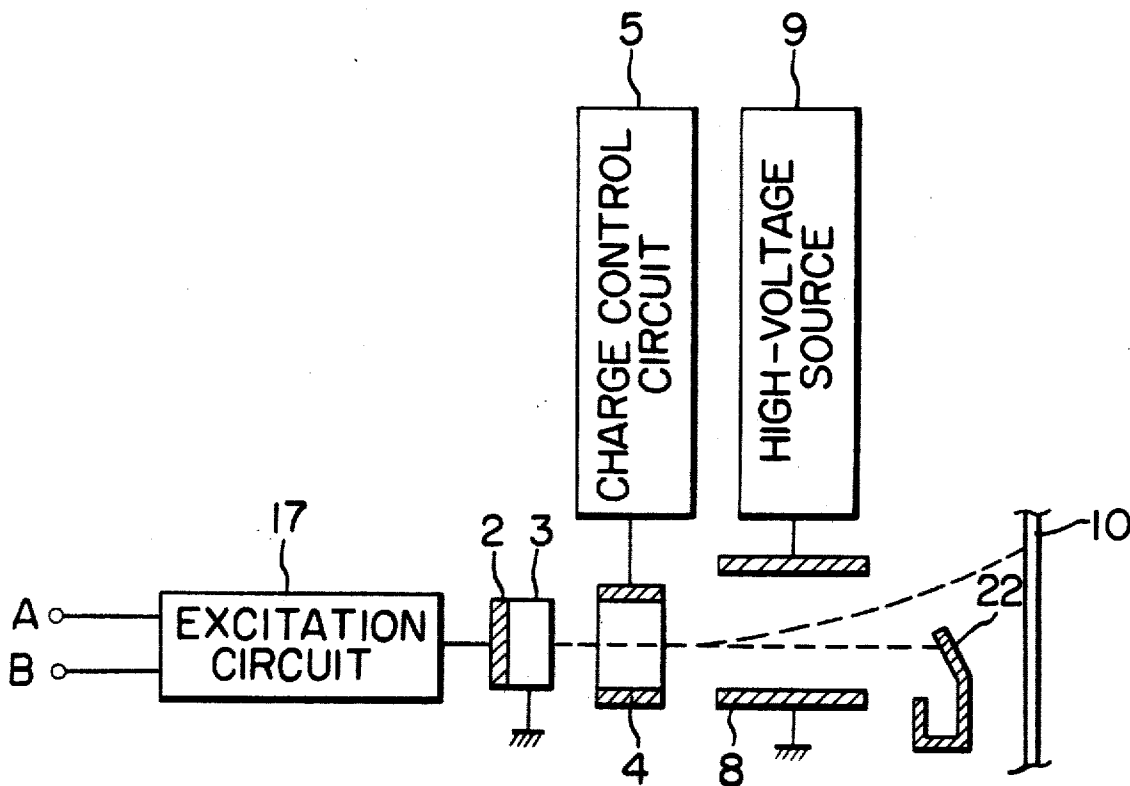 5
9
CHARGE CONTROL
CIRCUIT
HIGH-VOLTAGE
SOURCE
17
2
3
10
22
A
B
EXCITATION
CIRCUIT
4
8